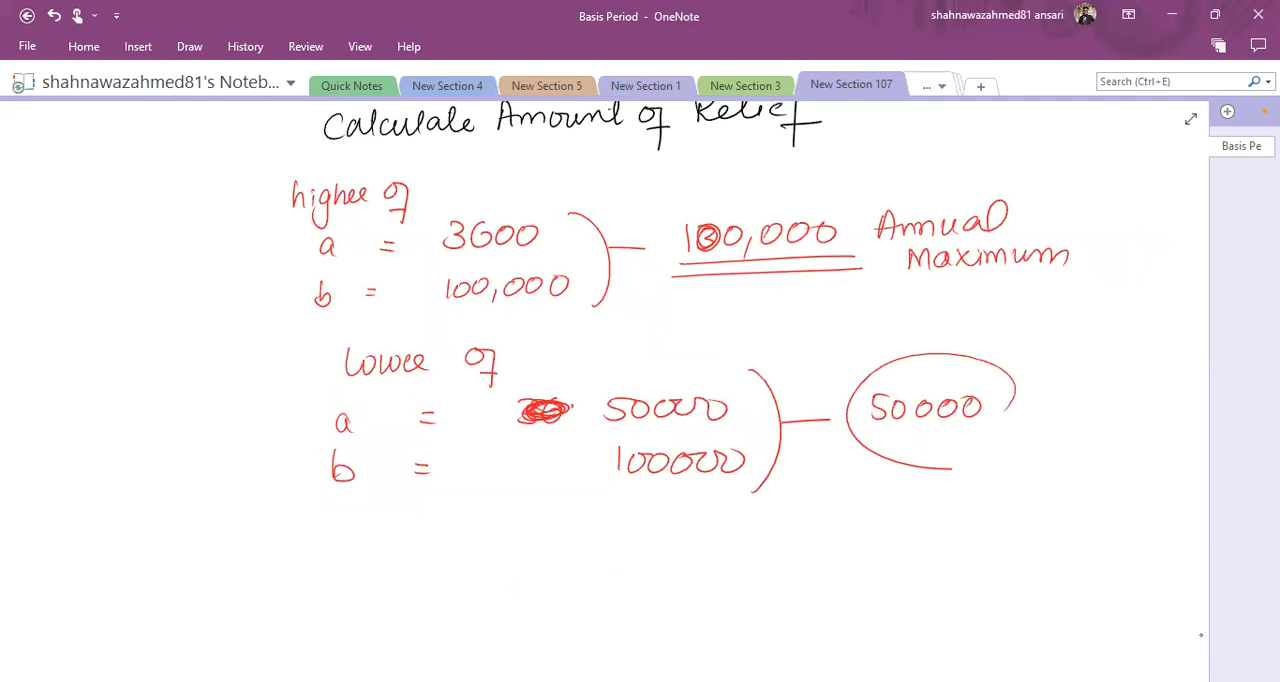 Basis Period - OneNote
shahnawazahmed81 ansari
File Home Insert Draw History Review View Help
shahnawazahmed81's Noteb... Quick Notes New Section 4 New Section 5 New Section 1 New Section 3 New Section 107 ... + Search (Ctrl+E)
Basis Pe
Calculate Amount of Relief
higher of
a = 3600
b = 100,000
100,000 Annual
Maximum
lower of
a = 50000
b = 100000
50000